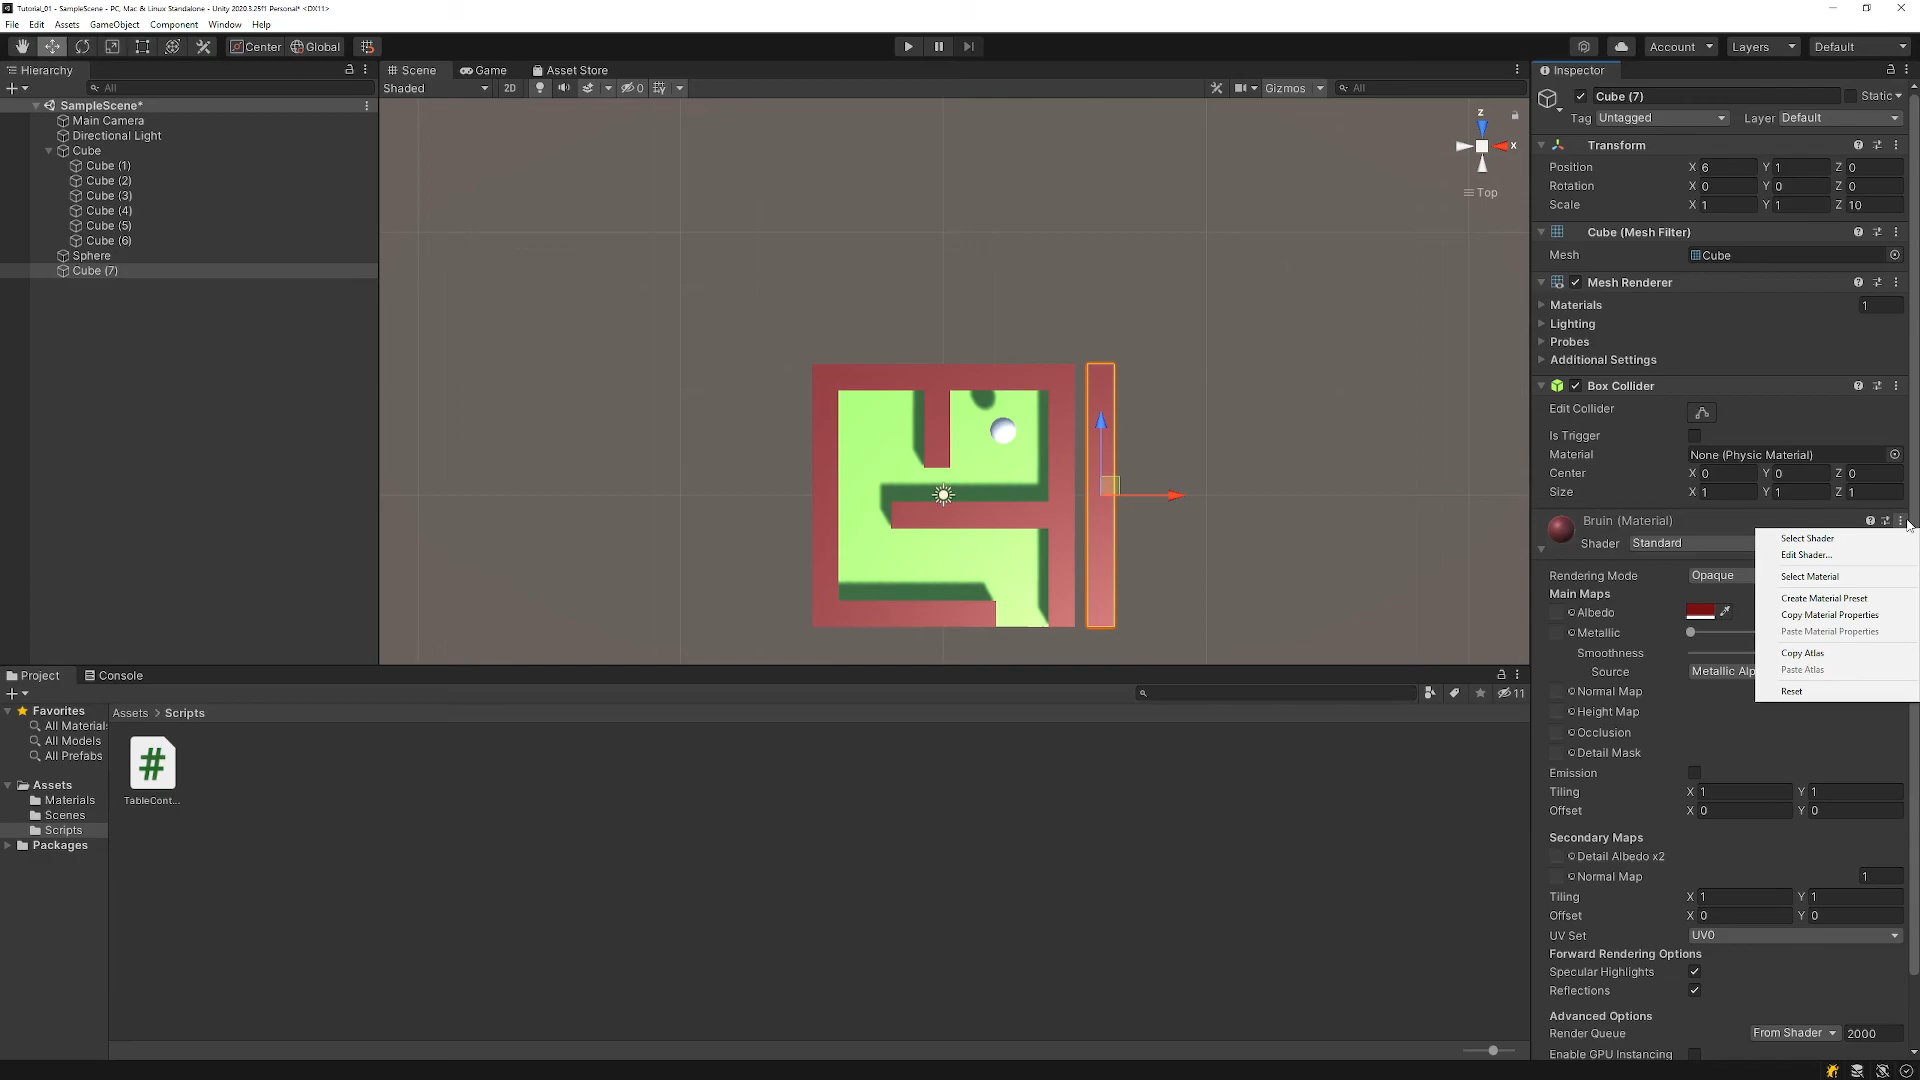 Tutorial_01 - SampleScene - PC, Mac & Linux Standalone - Unity 2020.3.25f1 Personal* <DX11>
File Edit Assets GameObject Component Window Help
Center Global Account Layers Default
Hierarchy
All
SampleScene*
Main Camera
Directional Light
Cube
Cube (1)
Cube (2)
Cube (3)
Cube (4)
Cube (5)
Cube (6)
Sphere
Cube (7)
Scene Game Asset Store
Shaded 2D 0 Gizmos All
z
x
Top
Inspector
Cube (7) Static
Tag Untagged Layer Default
Transform
Position X 6 Y 1 Z 0
Rotation X 0 Y 0 Z 0
Scale X 1 Y 1 Z 10
Cube (Mesh Filter)
Mesh Cube
Mesh Renderer
Materials 1
Lighting
Probes
Additional Settings
Box Collider
Edit Collider
Is Trigger
Material None (Physic Material)
Center X 0 Y 0 Z 0
Size X 1 Y 1 Z 1
Bruin (Material)
Shader Standard
Select Shader
Edit Shader...
Select Material
Create Material Preset
Copy Material Properties
Paste Material Properties
Copy Atlas
Paste Atlas
Reset
Rendering Mode Opaque
Main Maps
Albedo
Metallic
Smoothness
Source Metallic Alp
Normal Map
Height Map
Occlusion
Detail Mask
Emission
Tiling X 1 Y 1
Offset X 0 Y 0
Secondary Maps
Detail Albedo x2
Normal Map 1
Tiling X 1 Y 1
Offset X 0 Y 0
UV Set UV0
Forward Rendering Options
Specular Highlights
Reflections
Advanced Options
Render Queue From Shader 2000
Enable GPU Instancing
Project Console
11
Favorites
All Materials
All Models
All Prefabs
Assets
Materials
Scenes
Scripts
Packages
Assets > Scripts
#
TableCont...